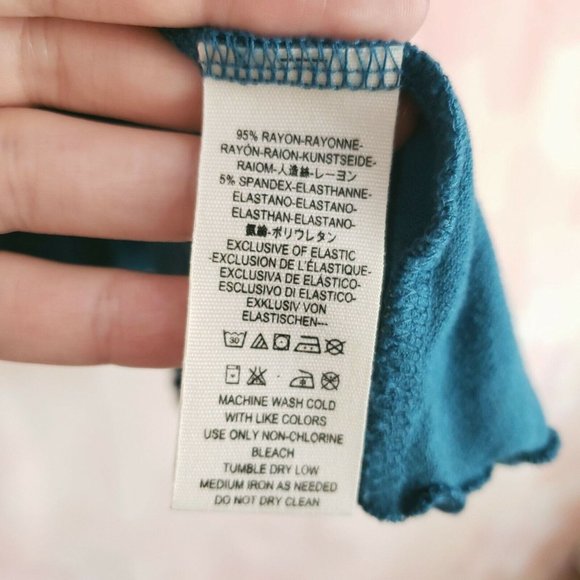 95% RAYON-RAYONNE-
RAYÓN-RAION-KUNSTSEIDE-
RAIOM-人造絲-レーヨン
5% SPANDEX-ELASTHANNE-
ELASTANO-ELASTANO-
ELASTHAN-ELASTANO-
氨綸-ポリウレタン
EXCLUSIVE OF ELASTIC
-EXCLUSION DE L'ÉLASTIQUE-
EXCLUSIVA DE ELÁSTICO-
ESCLUSIVO DI ELASTICO-
EXKLUSIV VON
ELASTISCHEN---
30
MACHINE WASH COLD
WITH LIKE COLORS
USE ONLY NON-CHLORINE
BLEACH
TUMBLE DRY LOW
MEDIUM IRON AS NEEDED
DO NOT DRY CLEAN